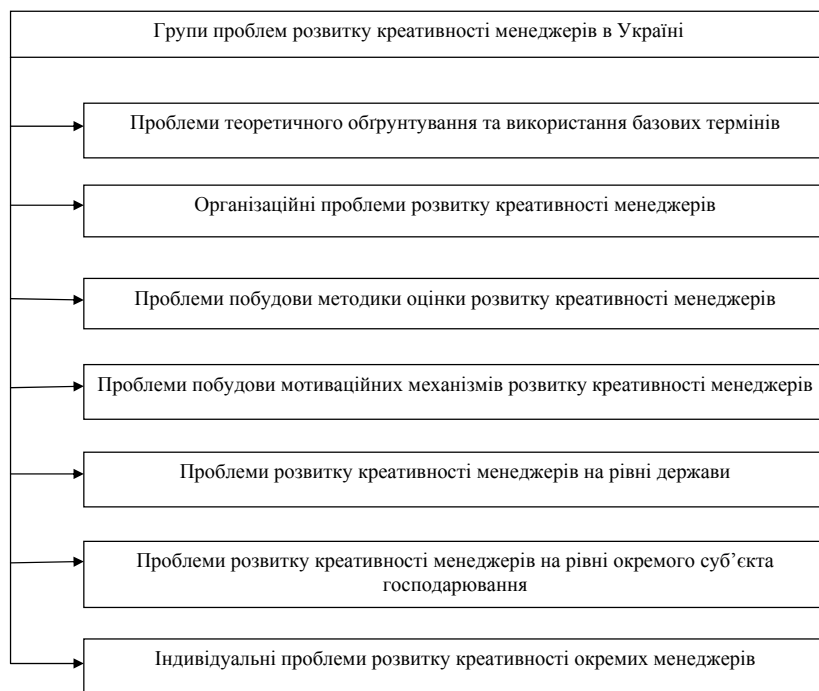 Групи проблем розвитку креативності менеджерів в Україні
Проблеми теоретичного обґрунтування та використання базових термінів
Організаційні проблеми розвитку креативності менеджерів
Проблеми побудови методики оцінки розвитку креативності менеджерів
Проблеми побудови мотиваційних механізмів розвитку креативності менеджерів
Проблеми розвитку креативності менеджерів на рівні держави
Проблеми розвитку креативності менеджерів на рівні окремого суб’єкта
господарювання
Індивідуальні проблеми розвитку креативності окремих менеджерів